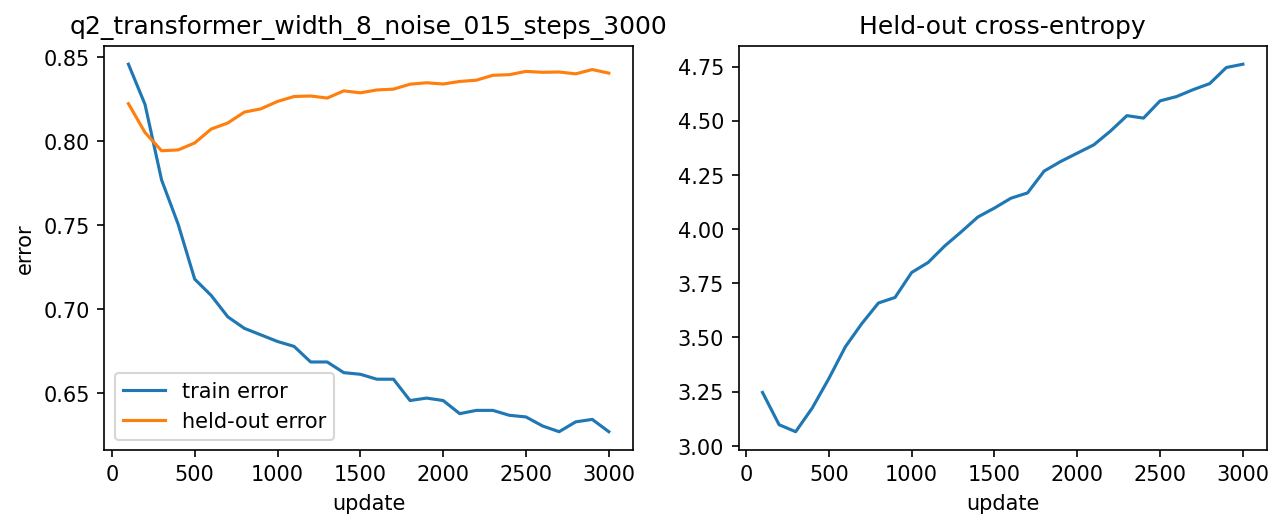 q2_transformer_width_8_noise_015_steps_3000
0.85
0.80
0.75
0.70
0.65
error
train error
held-out error
0 500 1000 1500 2000 2500 3000
update
Held-out cross-entropy
4.75
4.50
4.25
4.00
3.75
3.50
3.25
3.00
0 500 1000 1500 2000 2500 3000
update